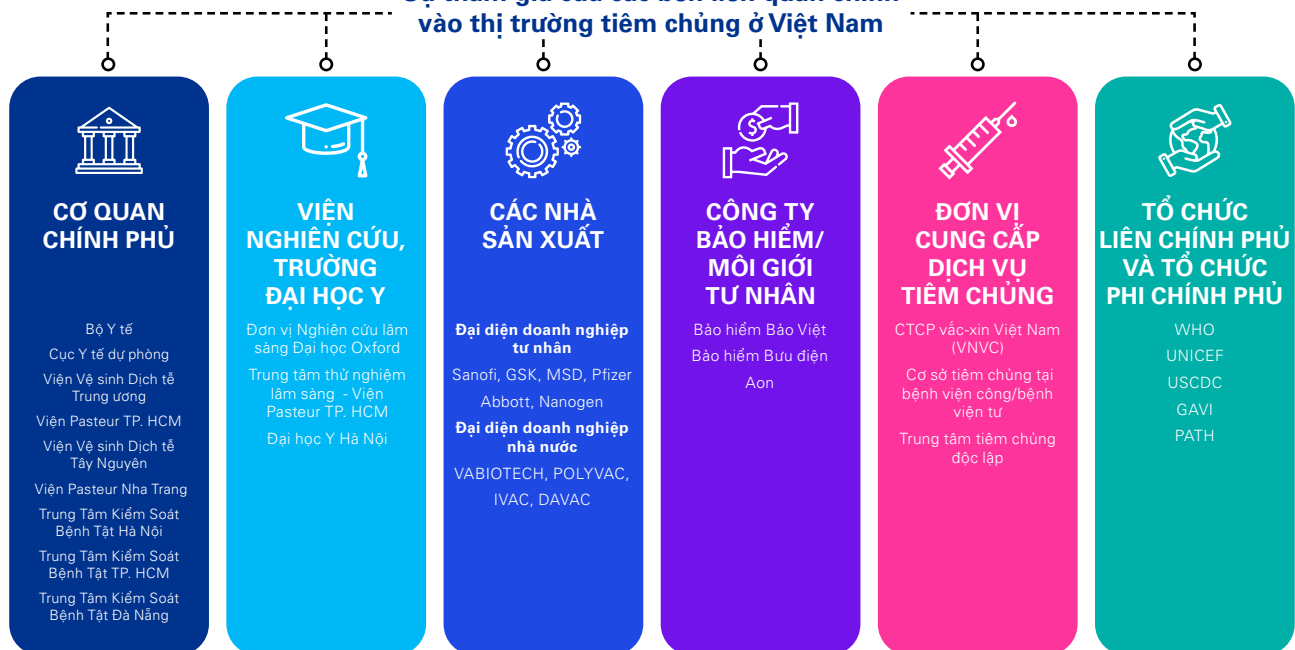 Sự tham gia của các bên liên quan chính
vào thị trường tiêm chủng ở Việt Nam
CƠ QUAN
CHÍNH PHỦ
Bộ Y tế
Cục Y tế dự phòng
Viện Vệ sinh Dịch tễ
Trung ương
Viện Pasteur TP. HCM
Viện Vệ sinh Dịch tễ
Tây Nguyên
Viện Pasteur Nha Trang
Trung Tâm Kiểm Soát
Bệnh Tật Hà Nội
Trung Tâm Kiểm Soát
Bệnh Tật TP. HCM
Trung Tâm Kiểm Soát
Bệnh Tật Đà Nẵng
VIỆN
NGHIÊN CỨU,
TRƯỜNG
ĐẠI HỌC Y
Đơn vị Nghiên cứu lâm
sàng Đại học Oxford
Trung tâm thử nghiệm
lâm sàng - Viện
Pasteur TP. HCM
Đại học Y Hà Nội
CÁC NHÀ
SẢN XUẤT
Đại diện doanh nghiệp
tư nhân
Sanofi, GSK, MSD, Pfizer
Abbott, Nanogen
Đại diện doanh nghiệp
nhà nước
VABIOTECH, POLYVAC,
IVAC, DAVAC
CÔNG TY
BẢO HIỂM/
MÔI GIỚI
TƯ NHÂN
Bảo hiểm Bảo Việt
Bảo hiểm Bưu điện
Aon
ĐƠN VỊ
CUNG CẤP
DỊCH VỤ
TIÊM CHỦNG
CTCP vắc-xin Việt Nam
(VNVC)
Cơ sở tiêm chủng tại
bệnh viện công/bệnh
viện tư
Trung tâm tiêm chủng
độc lập
TỔ CHỨC
LIÊN CHÍNH PHỦ
VÀ TỔ CHỨC
PHI CHÍNH PHỦ
WHO
UNICEF
USCDC
GAVI
PATH